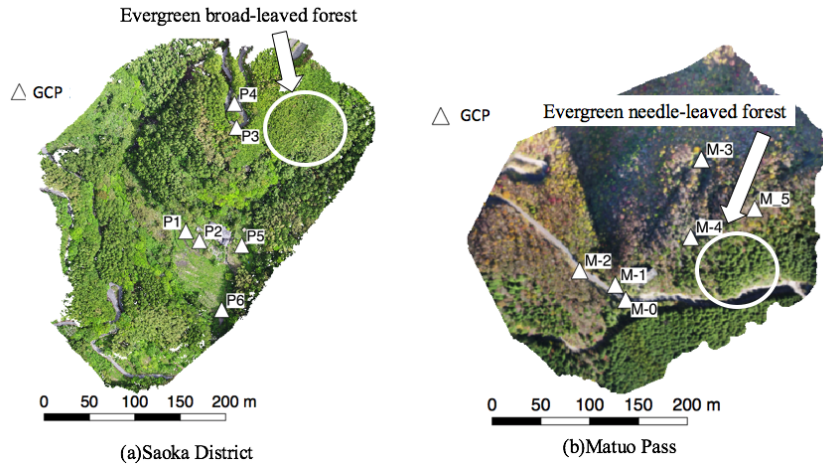 Evergreen broad-leaved forest
GCP
P4
P3
P1
P2
P5
P6
0 50 100 150 200 m
(a)Saoka District
GCP
Evergreen needle-leaved forest
M-3
M_5
M-4
M-2
M-1
M-0
0 50 100 150 200 m
(b)Matuo Pass